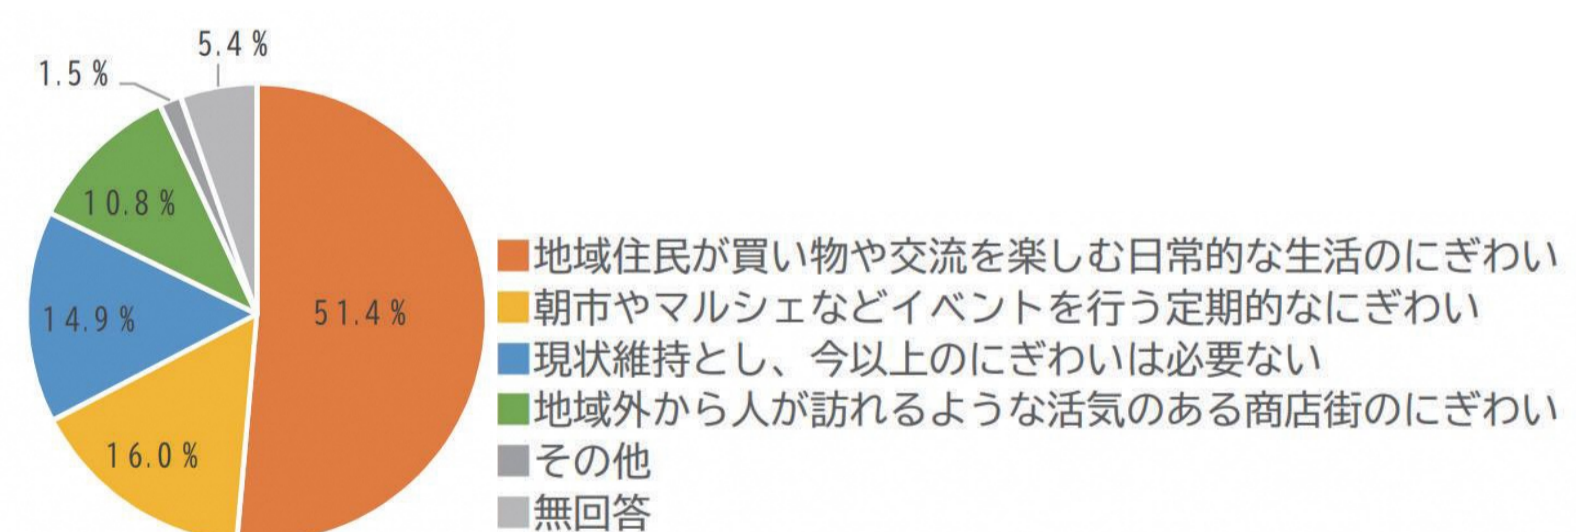 5.4%
1.5%
10.8%
14.9%
51.4%
16.0%
地域住民が買い物や交流を楽しむ日常的な生活のにぎわい
朝市やマルシェなどイベントを行う定期的なにぎわい
現状維持とし、今以上のにぎわいは必要ない
地域外から人が訪れるような活気のある商店街のにぎわい
その他
無回答